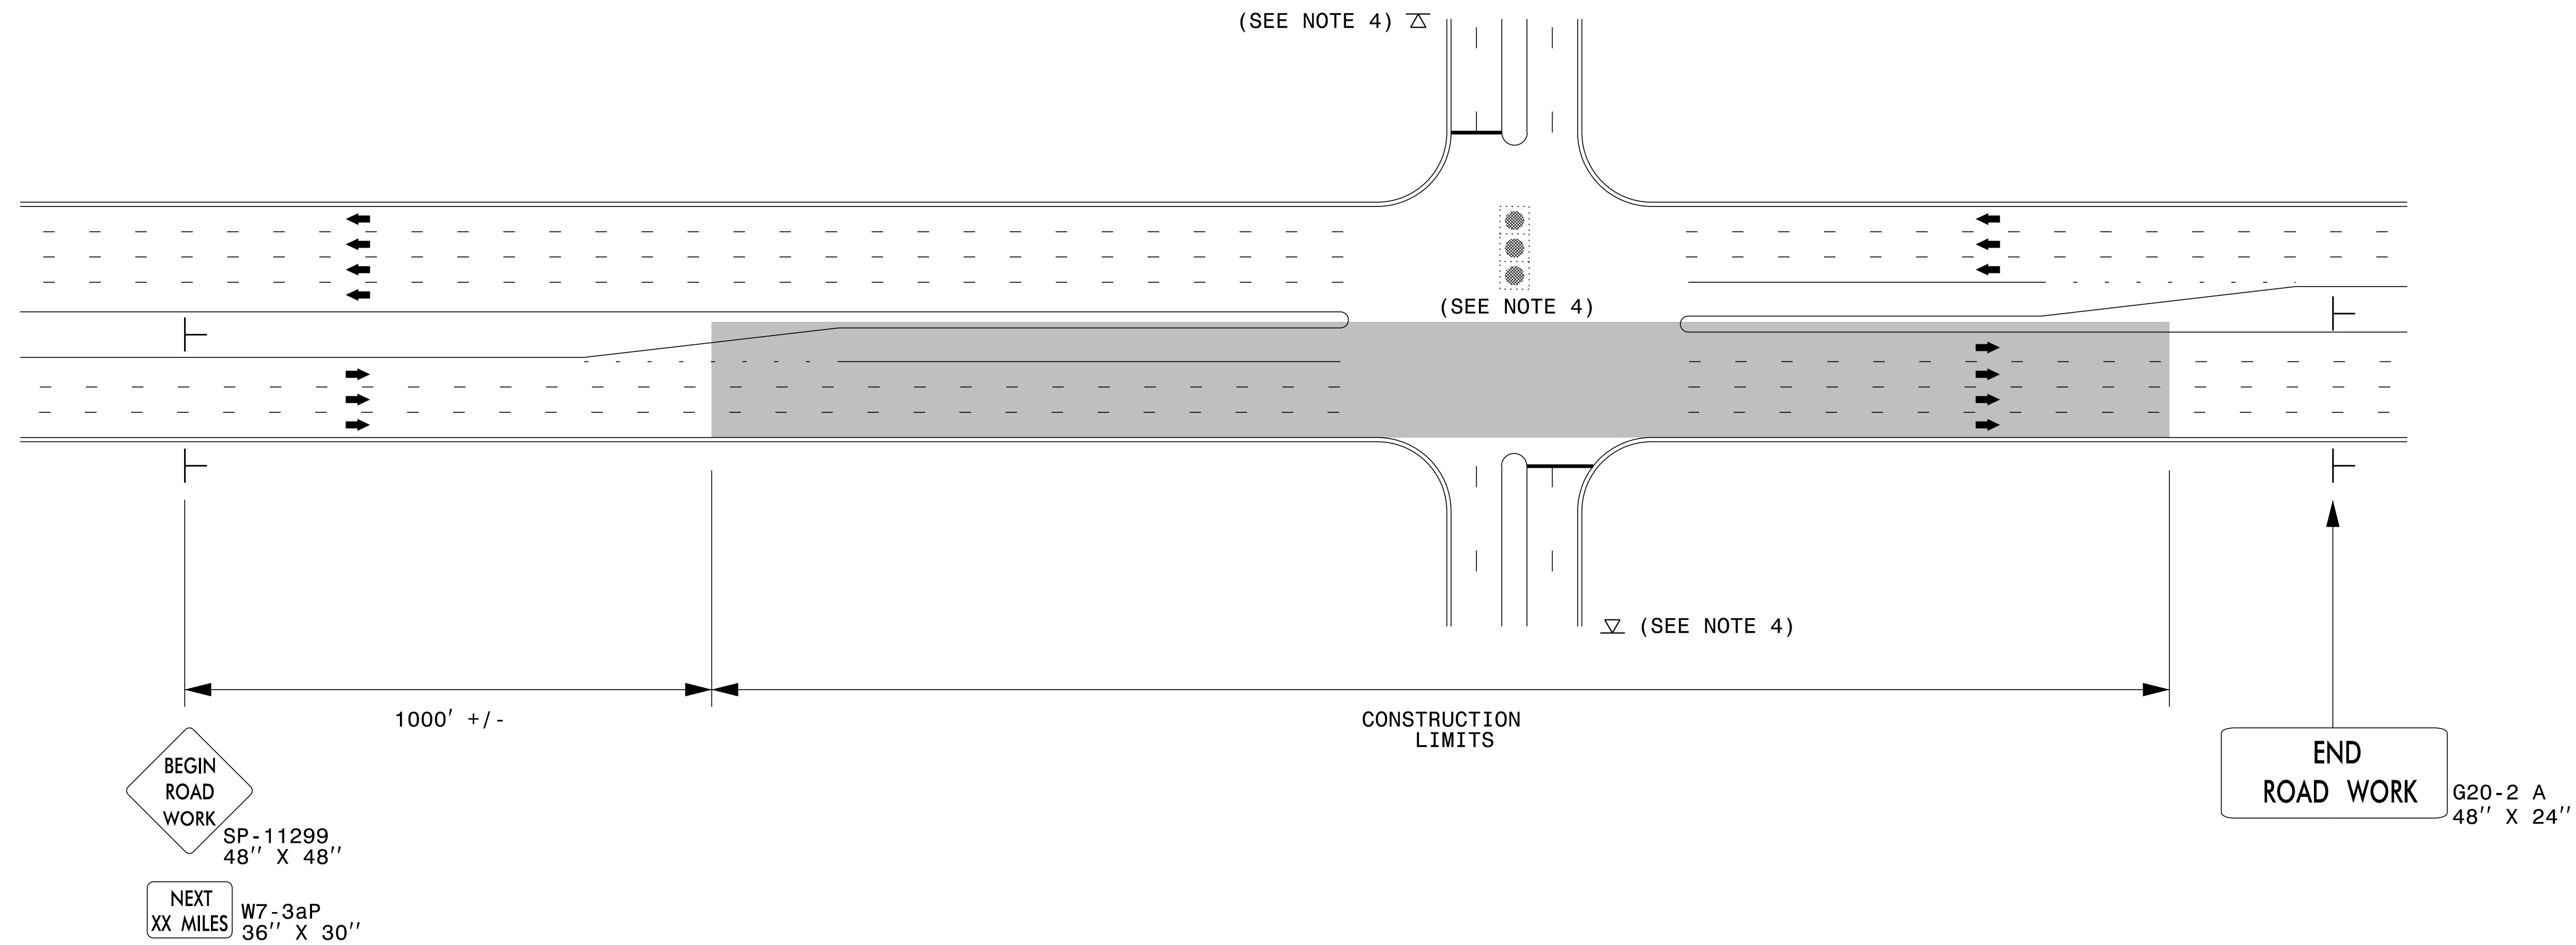 (SEE NOTE 4)
(SEE NOTE 4)
(SEE NOTE 4)
1000' +/-
CONSTRUCTION
LIMITS
BEGIN
ROAD
WORK
SP-11299
48'' X 48''
NEXT
XX MILES
W7-3aP
36'' X 30''
END
ROAD WORK
G20-2 A
48'' X 24''